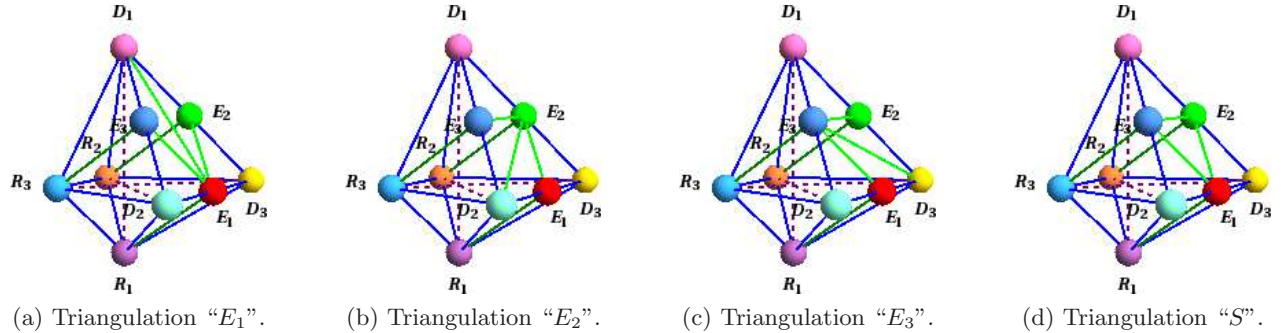 D₁ D₁ D₁ D₁
E₂ E₂ E₂ E₂
E₃ E₃ E₃ E₃
R₂ R₂ R₂ R₂
R₃ R₃ R₃ R₃
D₂ E₁ D₃ D₂ E₁ D₃ D₂ E₁ D₃ D₂ E₁ D₃
R₁ R₁ R₁ R₁
(a) Triangulation “E₁”. (b) Triangulation “E₂”. (c) Triangulation “E₃”. (d) Triangulation “S”.